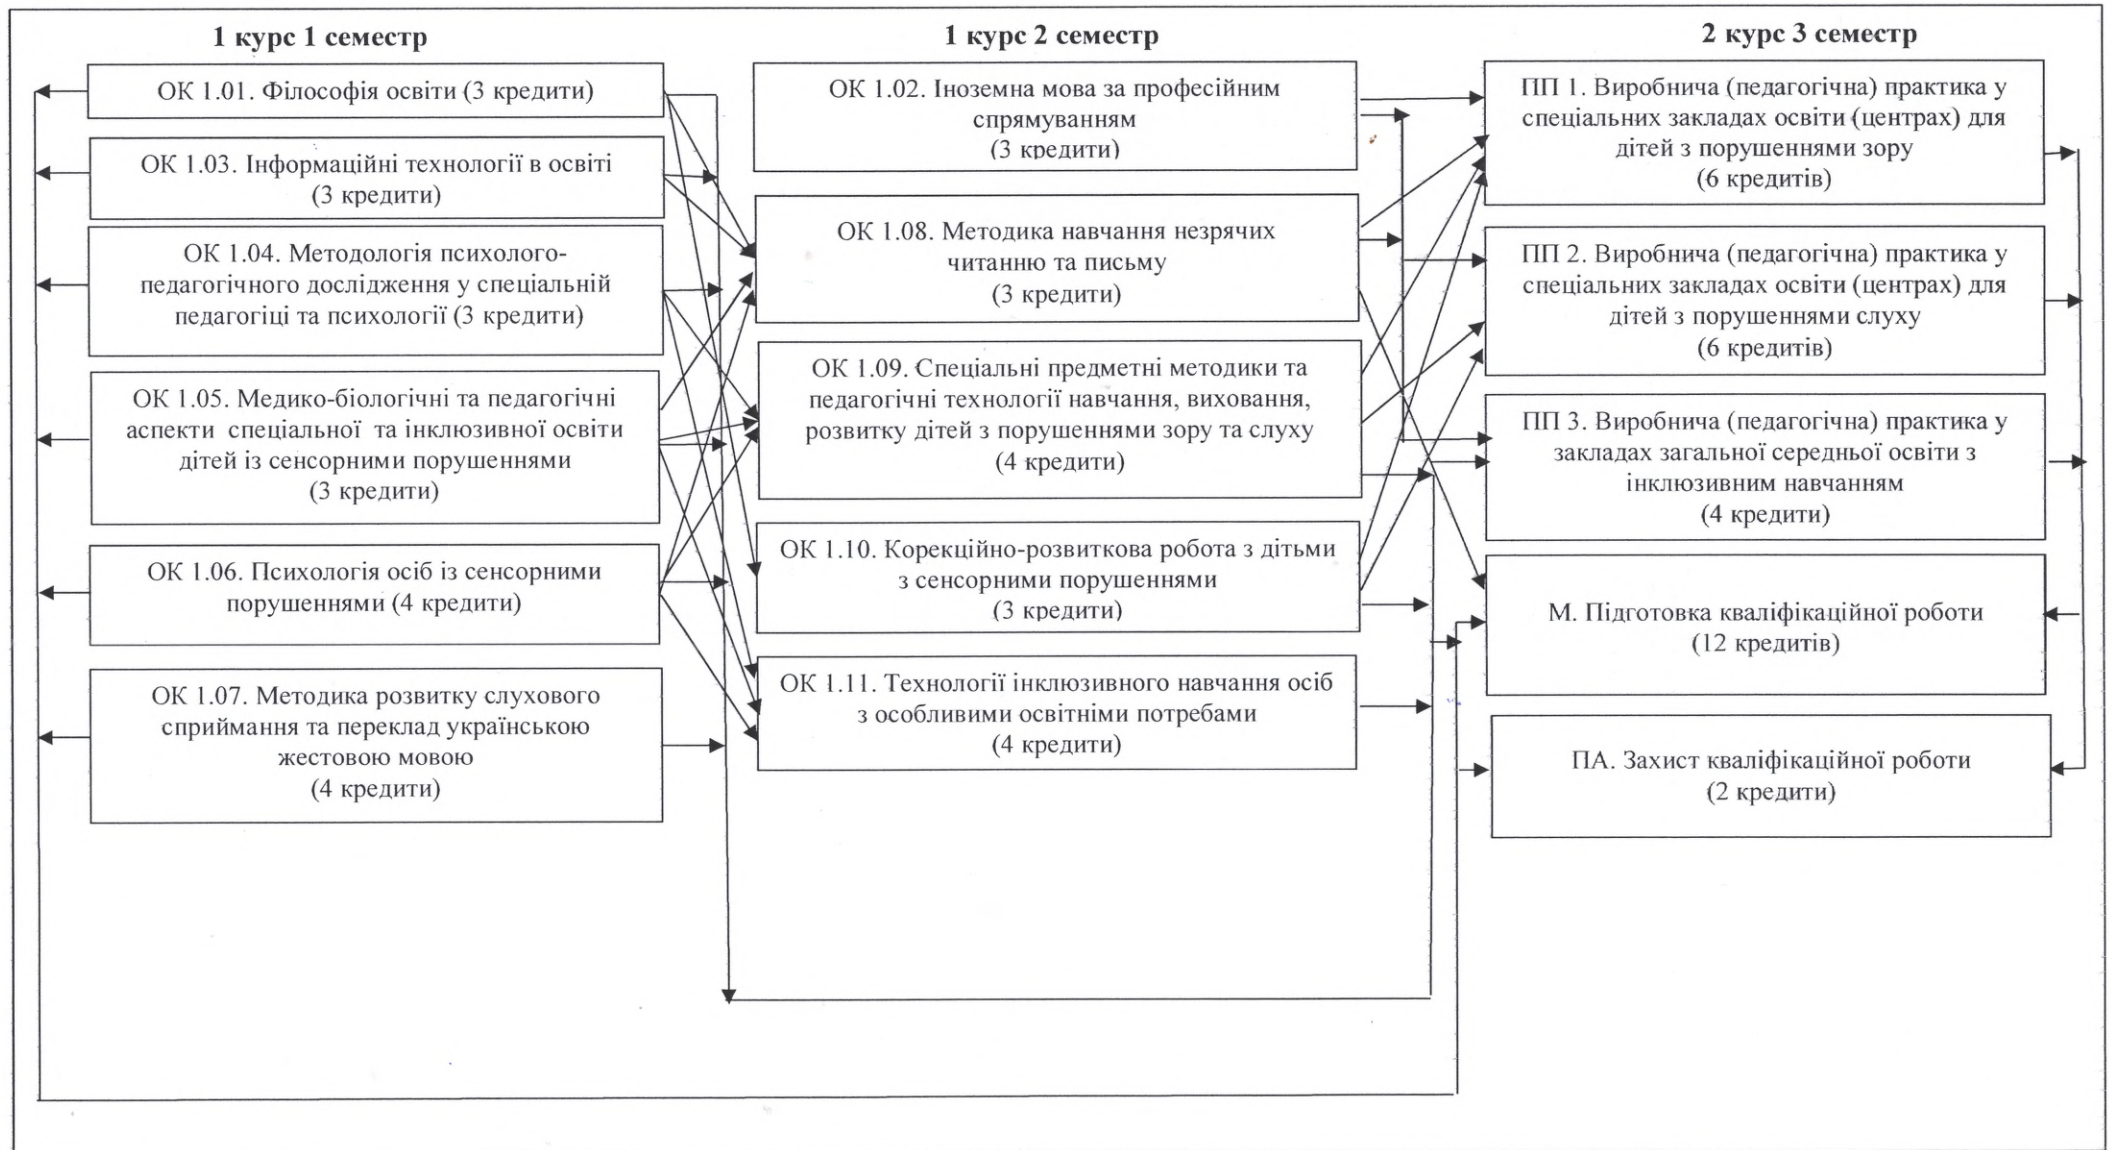 1 курс 1 семестр
ОК 1.01. Філософія освіти (3 кредити)
ОК 1.03. Інформаційні технології в освіті
(3 кредити)
ОК 1.04. Методологія психолого-
педагогічного дослідження у спеціальній
педагогіці та психології (3 кредити)
ОК 1.05. Медико-біологічні та педагогічні
аспекти спеціальної та інклюзивної освіти
дітей із сенсорними порушеннями
(3 кредити)
ОК 1.06. Психологія осіб із сенсорними
порушеннями (4 кредити)
ОК 1.07. Методика розвитку слухового
сприймання та переклад українською
жестовою мовою
(4 кредити)
1 курс 2 семестр
ОК 1.02. Іноземна мова за професійним
спрямуванням
(3 кредити)
ОК 1.08. Методика навчання незрячих
читанню та письму
(3 кредити)
ОК 1.09. Спеціальні предметні методики та
педагогічні технології навчання, виховання,
розвитку дітей з порушеннями зору та слуху
(4 кредити)
ОК 1.10. Корекційно-розвиткова робота з дітьми
з сенсорними порушеннями
(3 кредити)
ОК 1.11. Технології інклюзивного навчання осіб
з особливими освітніми потребами
(4 кредити)
2 курс 3 семестр
ПП 1. Виробнича (педагогічна) практика у
спеціальних закладах освіти (центрах) для
дітей з порушеннями зору
(6 кредитів)
ПП 2. Виробнича (педагогічна) практика у
спеціальних закладах освіти (центрах) для
дітей з порушеннями слуху
(6 кредитів)
ПП 3. Виробнича (педагогічна) практика у
закладах загальної середньої освіти з
інклюзивним навчанням
(4 кредити)
М. Підготовка кваліфікаційної роботи
(12 кредитів)
ПА. Захист кваліфікаційної роботи
(2 кредити)